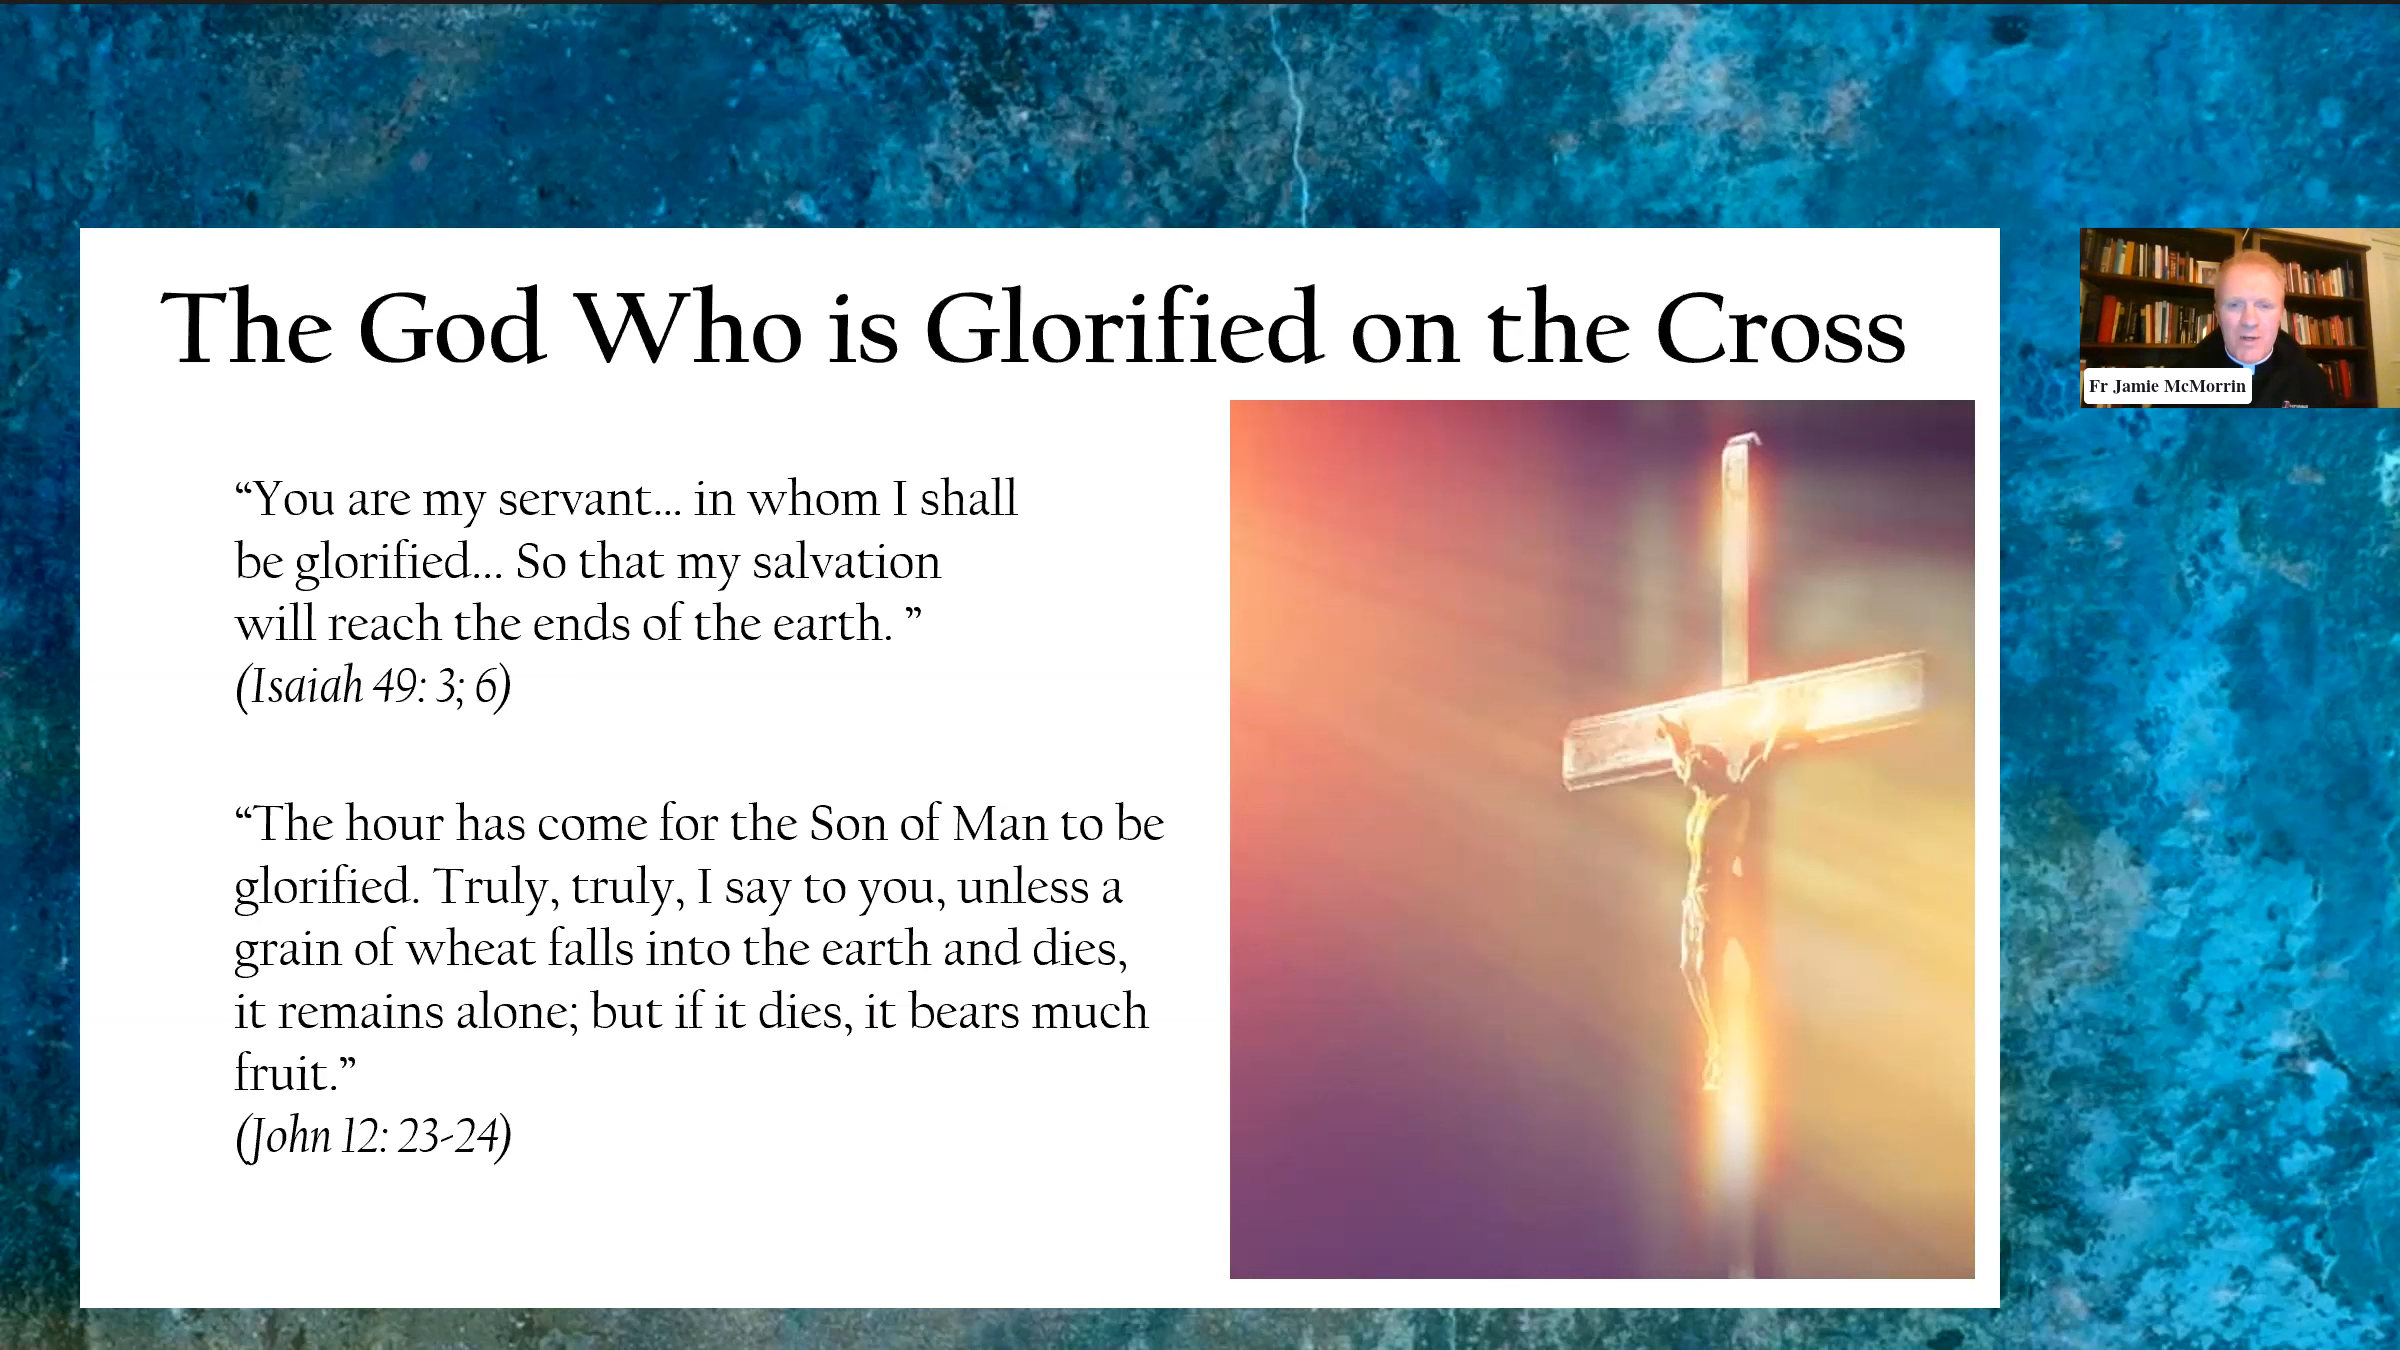 The God Who is Glorified on the Cross
Fr Jamie McMorrin
“You are my servant... in whom I shall
be glorified... So that my salvation
will reach the ends of the earth. ”
(Isaiah 49: 3; 6)
“The hour has come for the Son of Man to be
glorified. Truly, truly, I say to you, unless a
grain of wheat falls into the earth and dies,
it remains alone; but if it dies, it bears much
fruit.”
(John 12: 23-24)